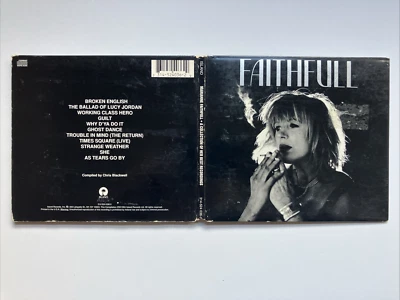 BROKEN ENGLISH
THE BALLAD OF LUCY JORDAN
WORKING CLASS HERO
GUILT
WHY D'YA DO IT
GHOST DANCE
TROUBLE IN MIND (THE RETURN)
TIMES SQUARE (LIVE)
STRANGE WEATHER
SHE
AS TEARS GO BY
Compiled by Chris Blackwell
ISLAND
MARIANNE FAITHFULL • A COLLECTION OF HER BEST RECORDINGS
FAITHFULL